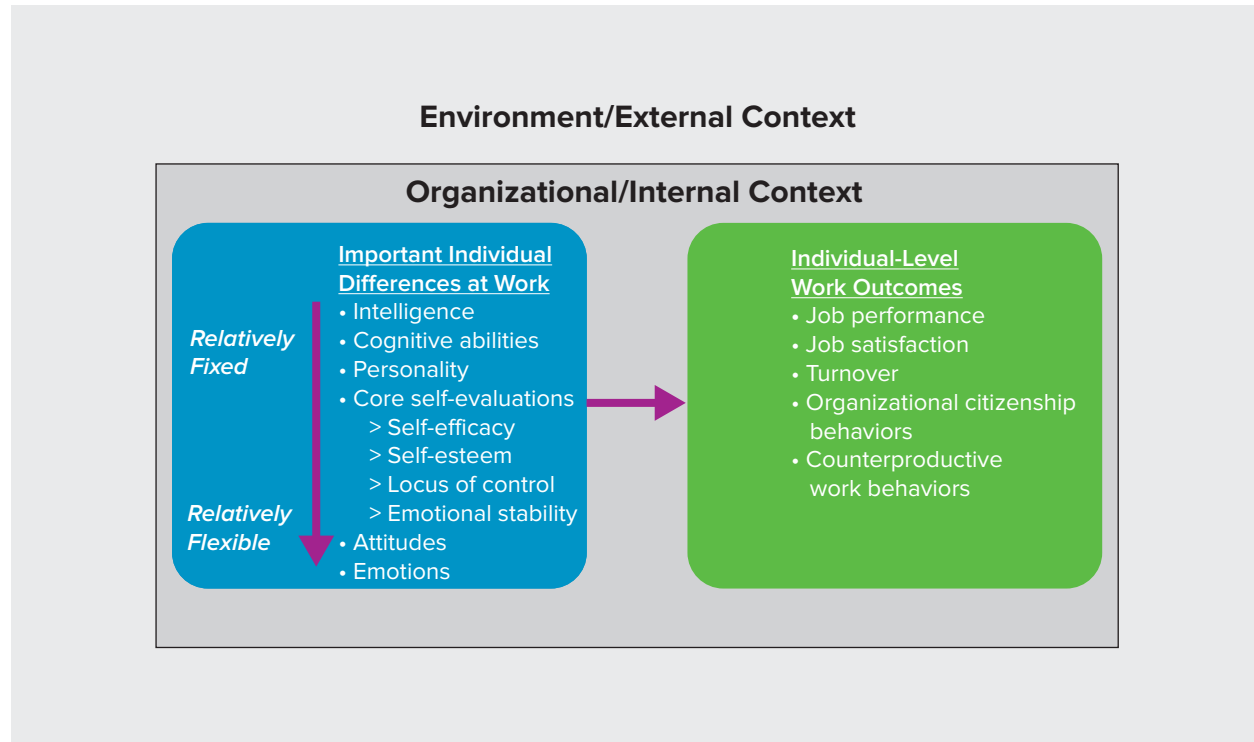 Environment/External Context
Organizational/Internal Context
Important Individual
Differences at Work
• Intelligence
• Cognitive abilities
• Personality
• Core self-evaluations
> Self-efficacy
> Self-esteem
> Locus of control
> Emotional stability
• Attitudes
• Emotions
Relatively
Fixed
Relatively
Flexible
Individual-Level
Work Outcomes
• Job performance
• Job satisfaction
• Turnover
• Organizational citizenship
behaviors
• Counterproductive
work behaviors